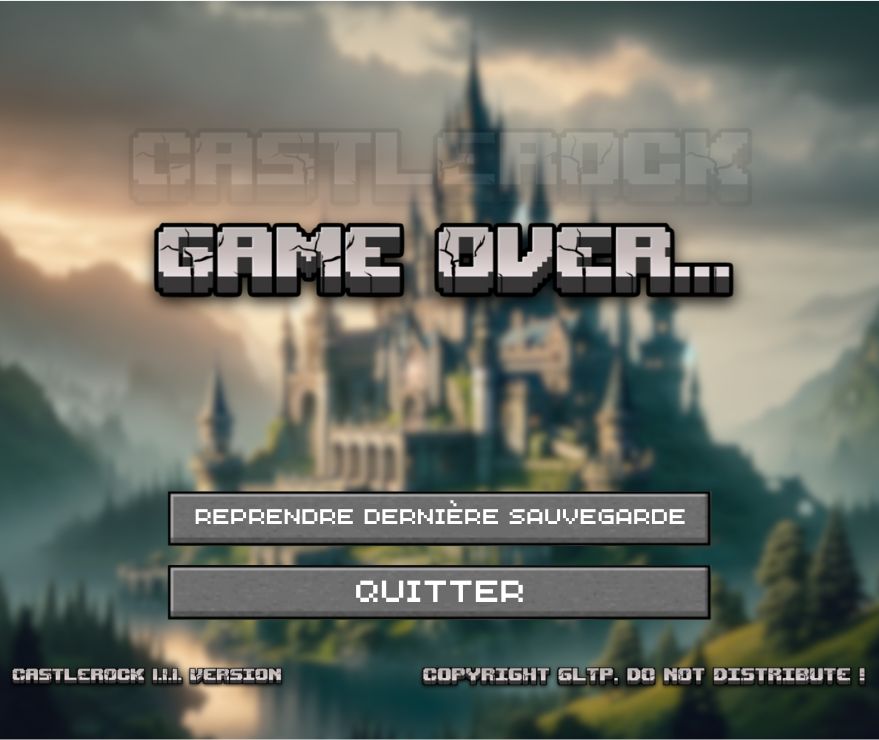 CASTLEROCK
GAME OVER...
REPRENDRE DERNIÈRE SAUVEGARDE
QUITTER
CASTLEROCK 1.1.1. VERSION
COPYRIGHT GLTP. DO NOT DISTRIBUTE !